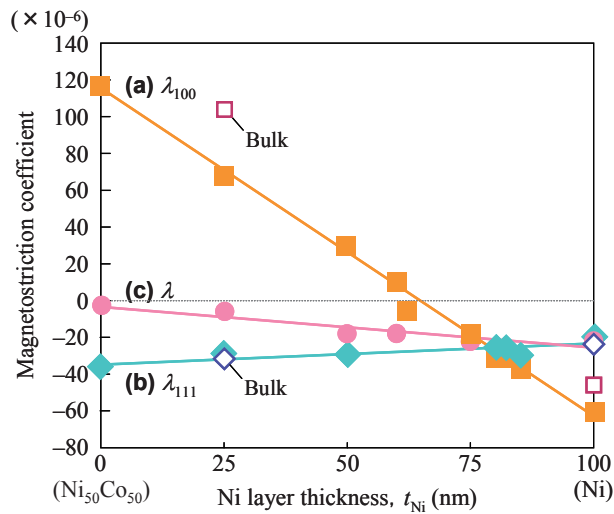 (×10⁻⁶)
140
120
100
80
60
40
20
0
−20
−40
−60
−80
Magnetostriction coefficient
(a) λ₁₀₀
Bulk
(c) λ
(b) λ₁₁₁
Bulk
0
25
50
75
100
(Ni₅₀Co₅₀)
(Ni)
Ni layer thickness, t_Ni (nm)